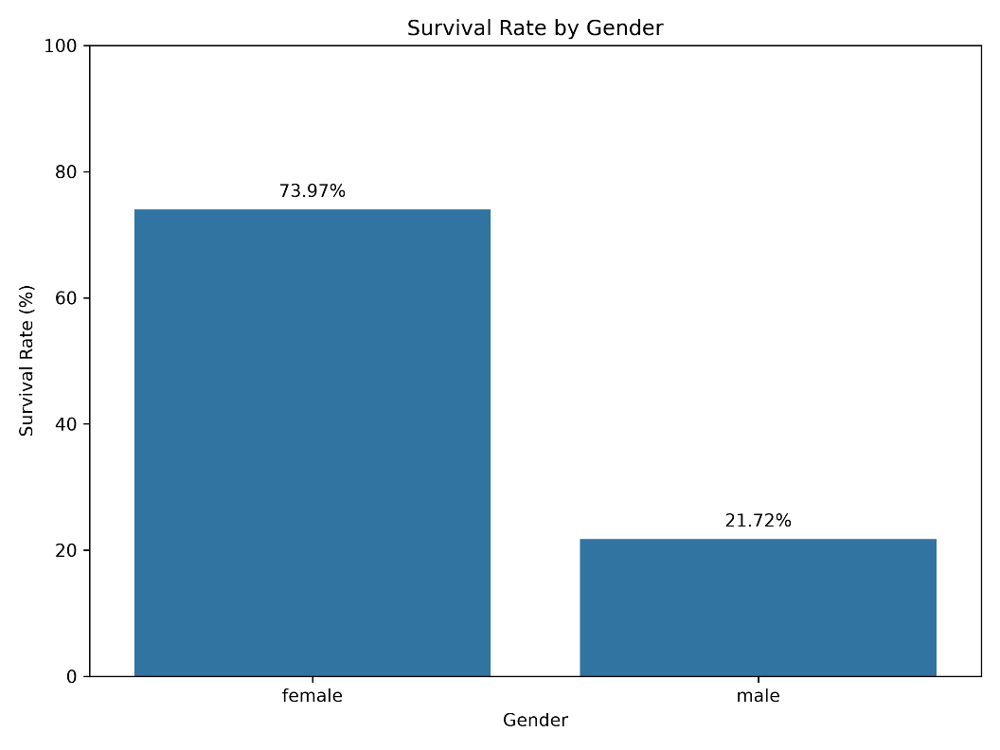 Survival Rate by Gender
100
80
60
40
20
0
Survival Rate (%)
73.97%
21.72%
female
male
Gender